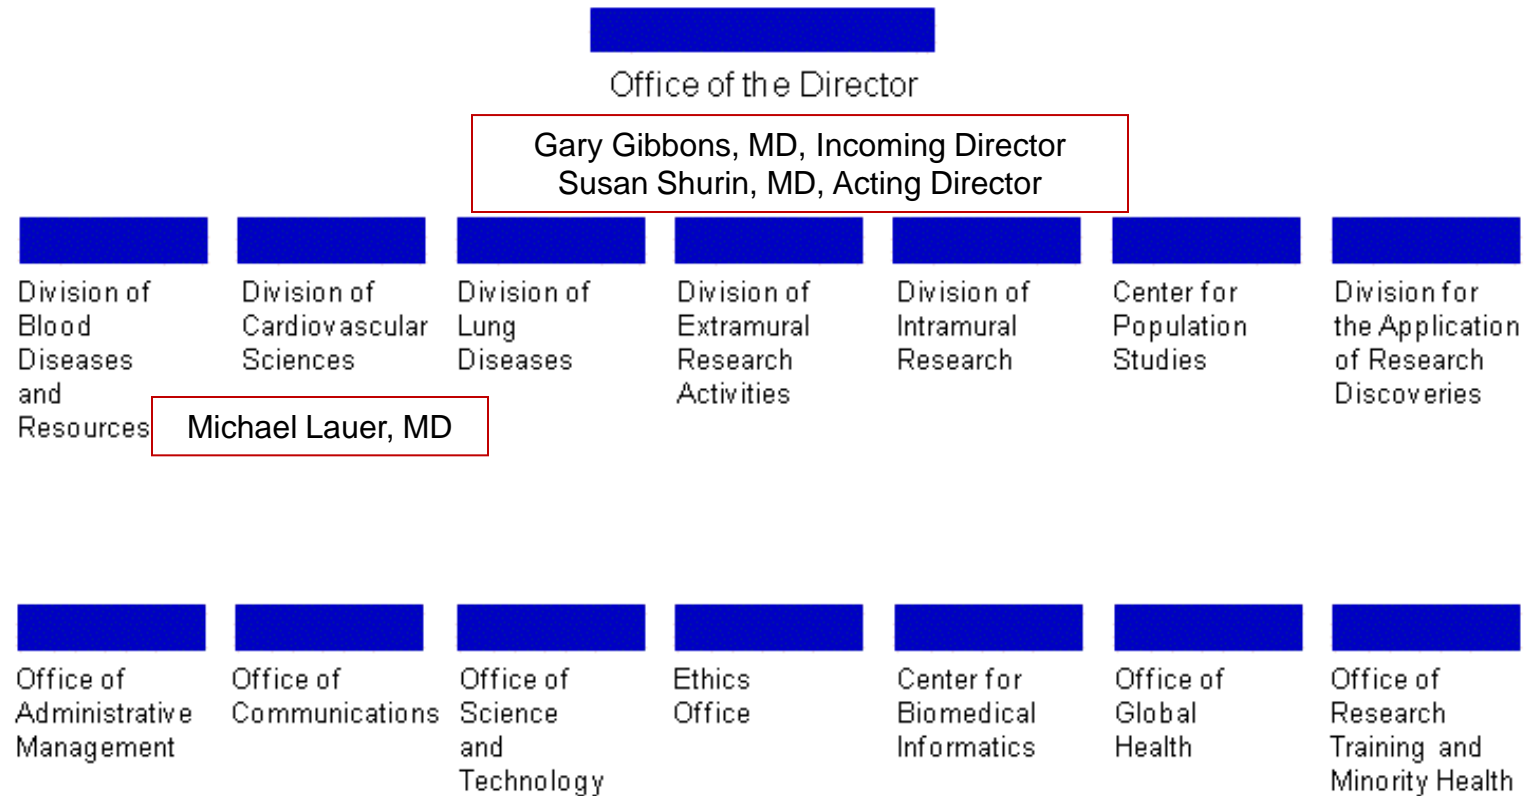 Office of the Director
Gary Gibbons, MD, Incoming Director
Susan Shurin, MD, Acting Director
Division of
Blood
Diseases
and
Resources
Division of
Cardiovascular
Sciences
Michael Lauer, MD
Division of
Lung
Diseases
Division of
Extramural
Research
Activities
Division of
Intramural
Research
Center for
Population
Studies
Division for
the Application
of Research
Discoveries
Office of
Administrative
Management
Office of
Communications
Office of
Science
and
Technology
Ethics
Office
Center for
Biomedical
Informatics
Office of
Global
Health
Office of
Research
Training and
Minority Health